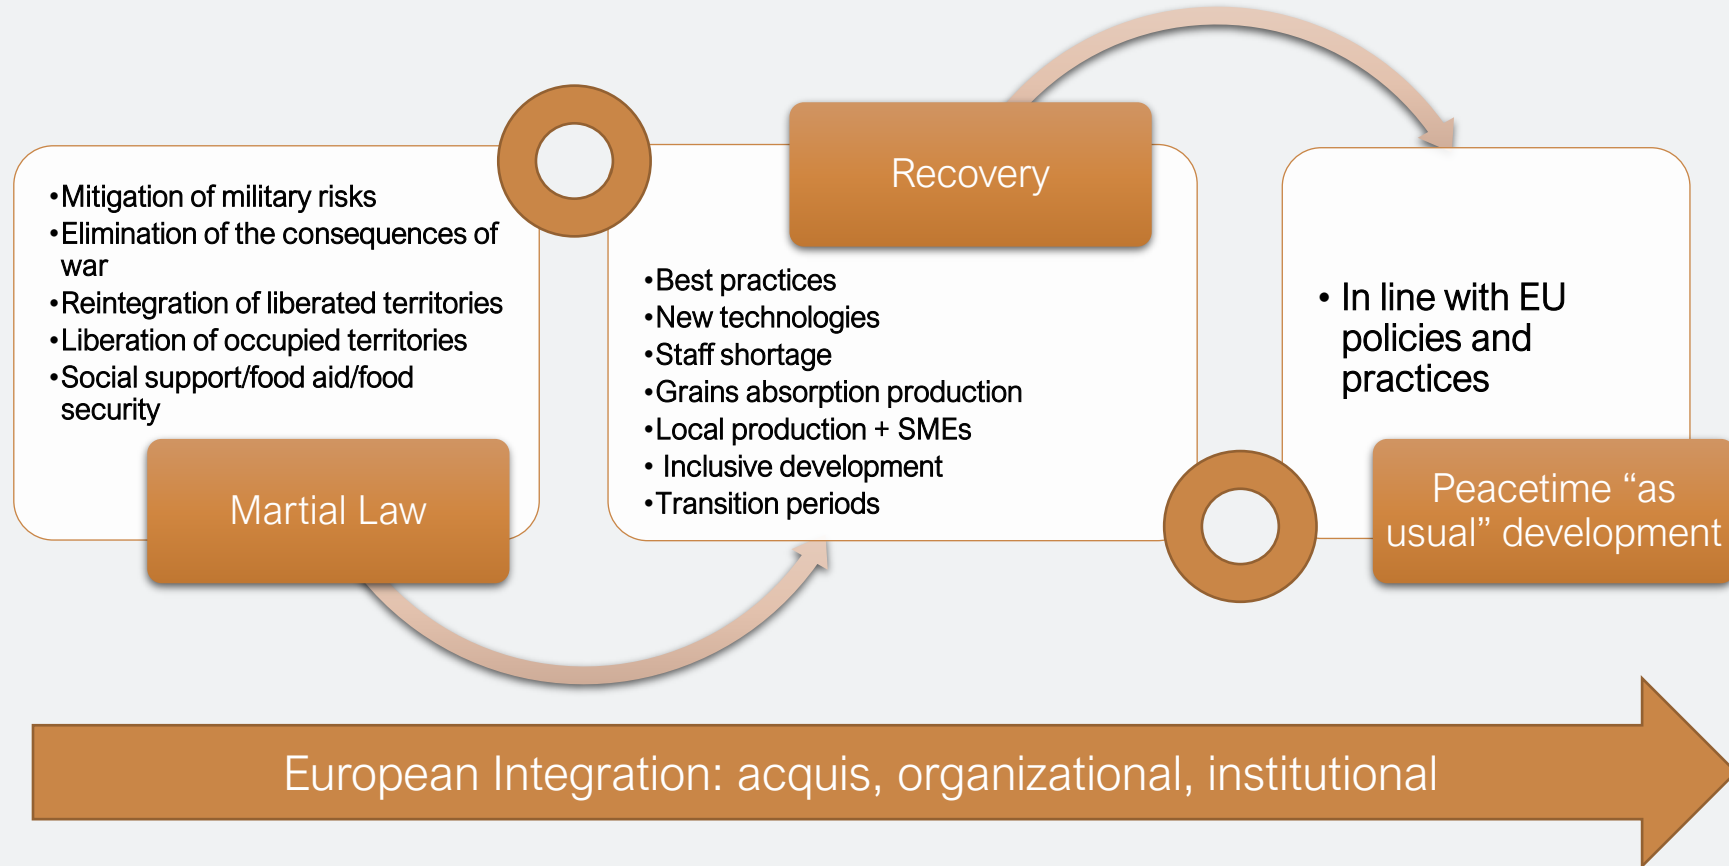 •Mitigation of military risks
•Elimination of the consequences of
war
•Reintegration of liberated territories
•Liberation of occupied territories
•Social support/food aid/food
security
Martial Law
Recovery
•Best practices
•New technologies
•Staff shortage
•Grains absorption production
•Local production + SMEs
• Inclusive development
•Transition periods
• In line with EU
policies and
practices
Peacetime “as
usual” development
European Integration: acquis, organizational, institutional